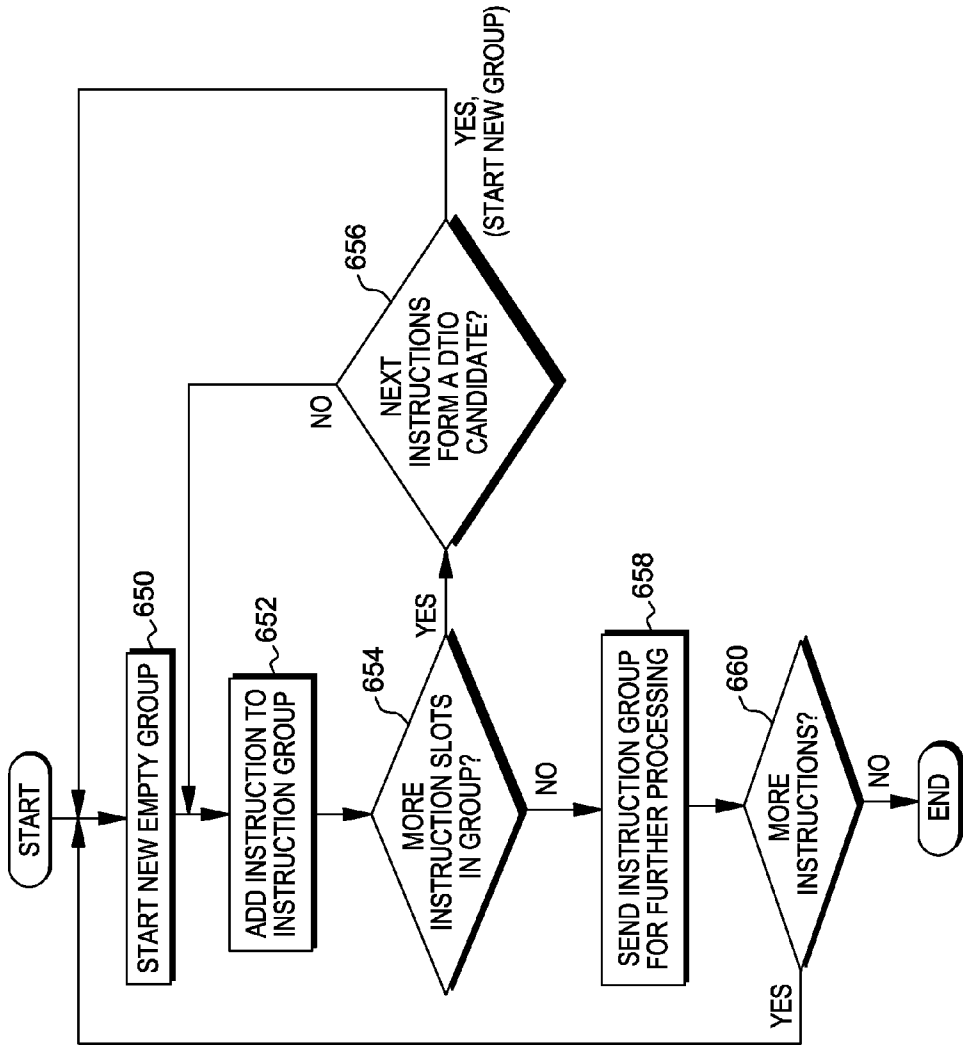 START
START NEW EMPTY GROUP
650
ADD INSTRUCTION TO
INSTRUCTION GROUP
652
MORE
INSTRUCTION SLOTS
IN GROUP?
654
YES
NO
NEXT
INSTRUCTIONS
FORM A DTIO
CANDIDATE?
656
NO
YES,
(START NEW GROUP)
SEND INSTRUCTION GROUP
FOR FURTHER PROCESSING
658
MORE
INSTRUCTIONS?
660
YES
NO
END